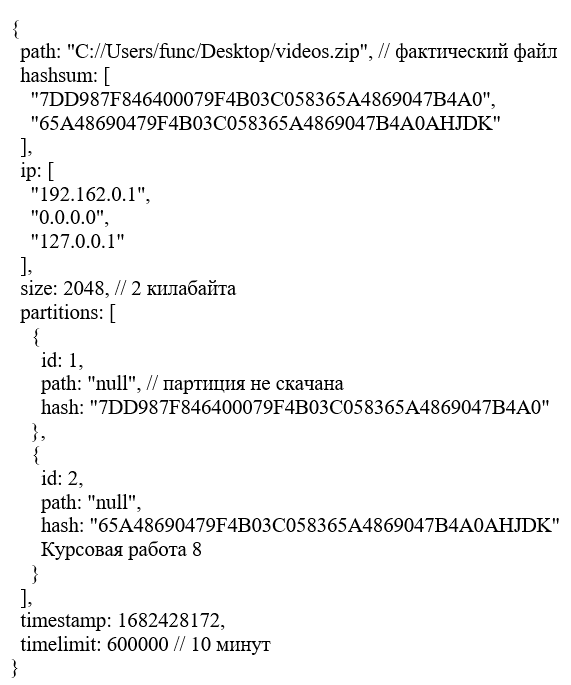 {
path: "C://Users/func/Desktop/videos.zip", // фактический файл
hashsum: [
"7DD987F846400079F4B03C058365A4869047B4A0",
"65A48690479F4B03C058365A4869047B4A0AHJDK"
],
ip: [
"192.162.0.1",
"0.0.0.0",
"127.0.0.1"
],
size: 2048, // 2 килабайта
partitions: [
{
id: 1,
path: "null", // партиция не скачана
hash: "7DD987F846400079F4B03C058365A4869047B4A0"
},
{
id: 2,
path: "null",
hash: "65A48690479F4B03C058365A4869047B4A0AHJDK"
Курсовая работа 8
}
],
timestamp: 1682428172,
timelimit: 600000 // 10 минут
}